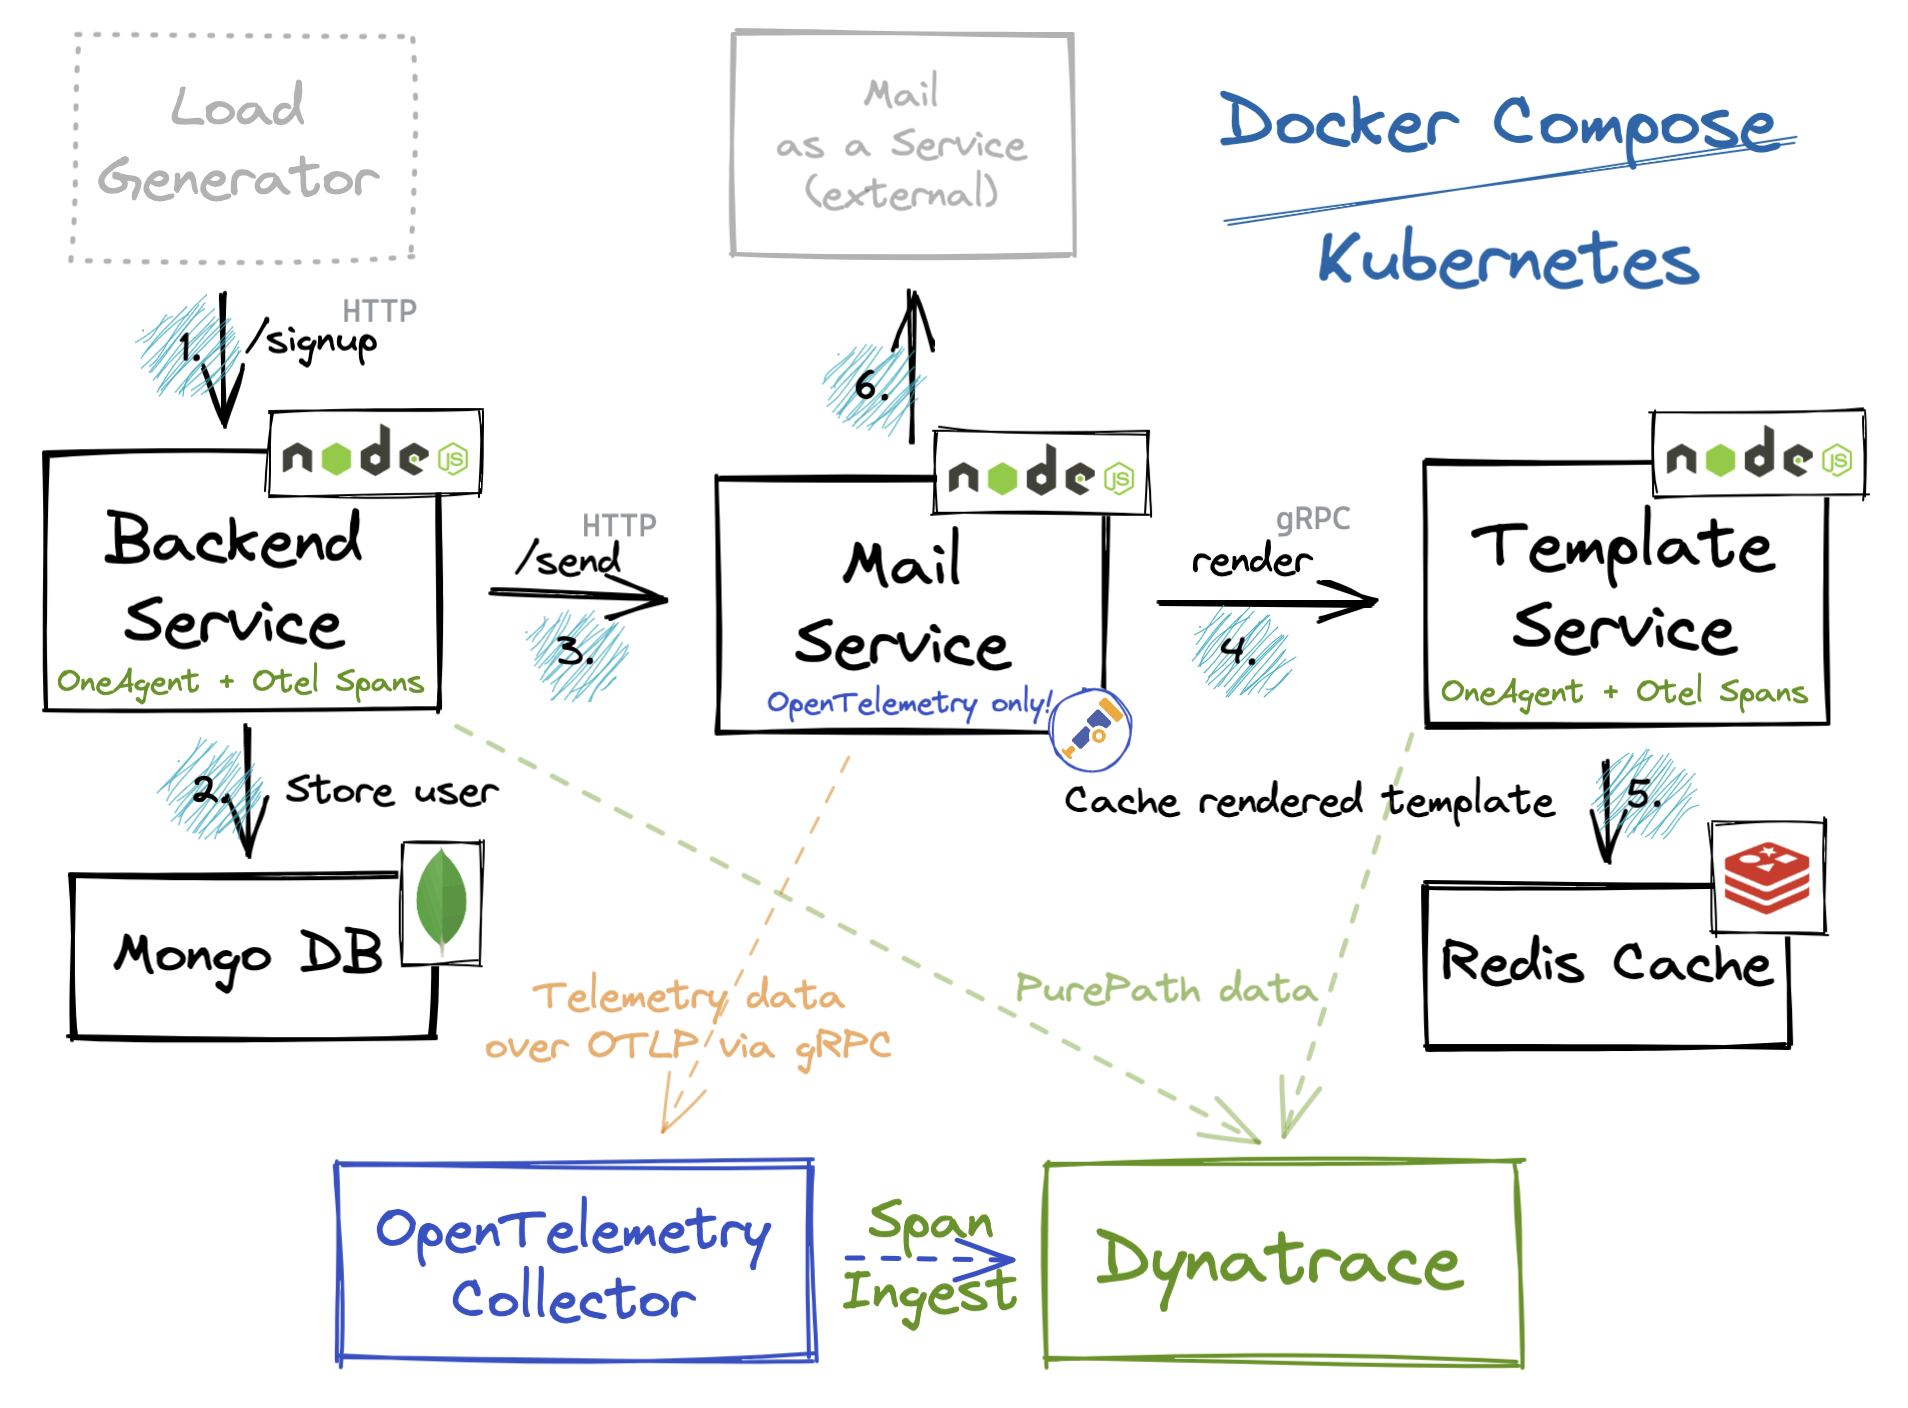 Load
Generator
Mail
as a Service
(external)
Docker Compose
Kubernetes
1.
HTTP
/signup
6.
node
JS
Backend
Service
OneAgent + Otel Spans
HTTP
/send
3.
node
JS
Mail
Service
OpenTelemetry only!
gRPC
render
4.
node
JS
Template
Service
OneAgent + Otel Spans
2.
Store user
Cache rendered template
5.
Mongo DB
Redis Cache
Telemetry data
over OTLP via gRPC
PurePath data
OpenTelemetry
Collector
Span
Ingest
Dynatrace